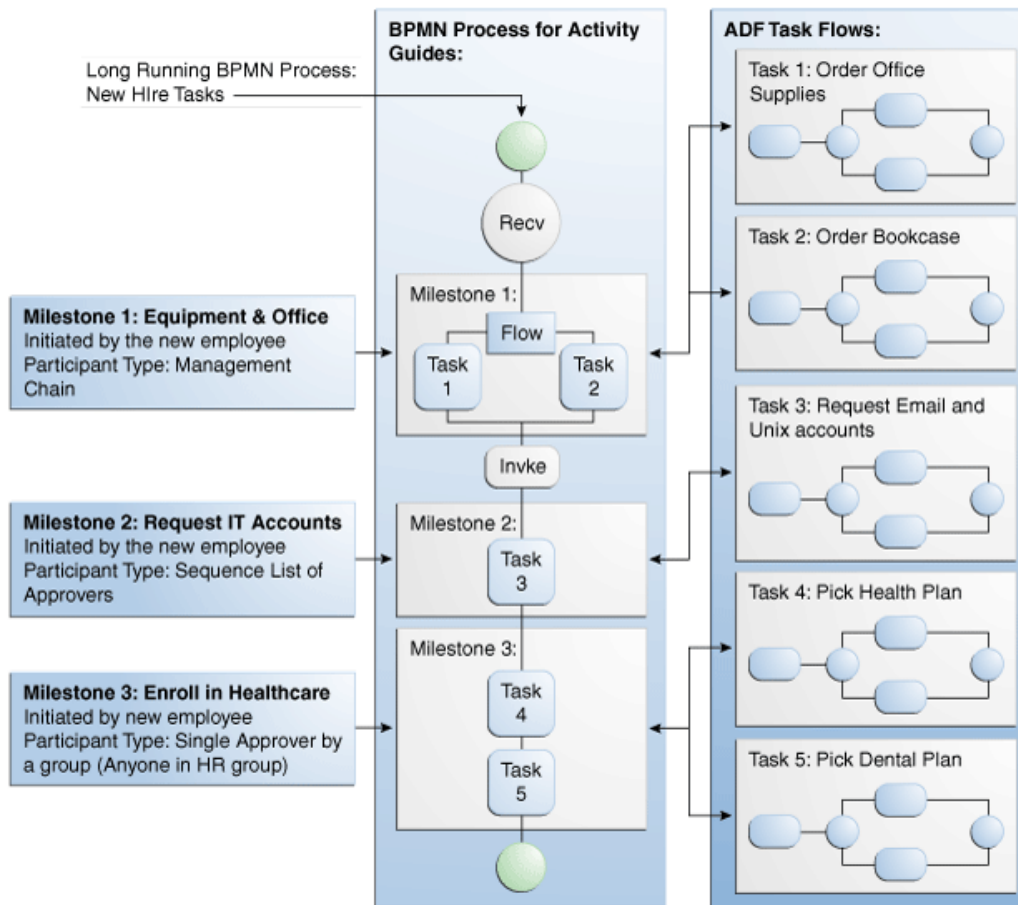 BPMN Process for Activity
Guides:
ADF Task Flows:
Long Running BPMN Process:
New HIre Tasks
Recv
Milestone 1:
Flow
Task
1
Task
2
Invke
Milestone 2:
Task
3
Milestone 3:
Task
4
Task
5
Milestone 1: Equipment & Office
Initiated by the new employee
Participant Type: Management
Chain
Milestone 2: Request IT Accounts
Initiated by the new employee
Participant Type: Sequence List of
Approvers
Milestone 3: Enroll in Healthcare
Initiated by new employee
Participant Type: Single Approver by
a group (Anyone in HR group)
Task 1: Order Office
Supplies
Task 2: Order Bookcase
Task 3: Request Email and
Unix accounts
Task 4: Pick Health Plan
Task 5: Pick Dental Plan